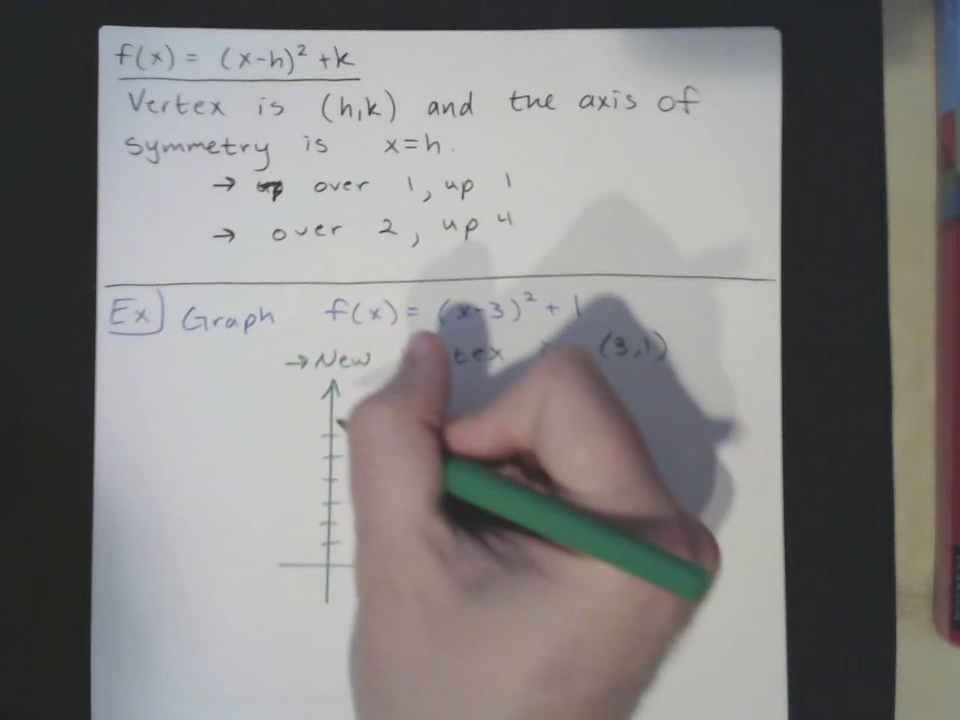 f(x) = (x-h)² + k
Vertex is (h,k) and the axis of
symmetry is x=h.
→ over 1, up 1
→ over 2, up 4
Ex) Graph f(x) = (x-3)² + 1
→ New (3,1)